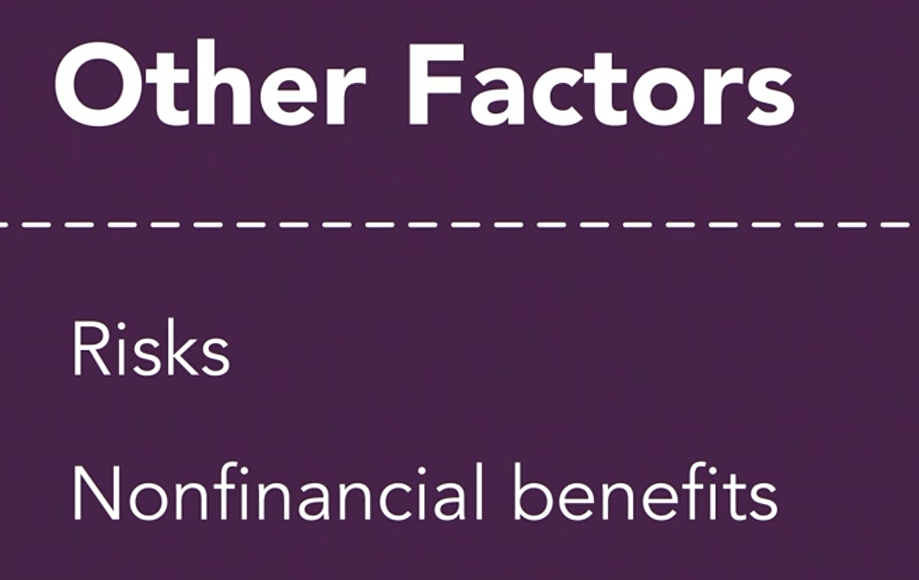 Other Factors
Risks
Nonfinancial benefits